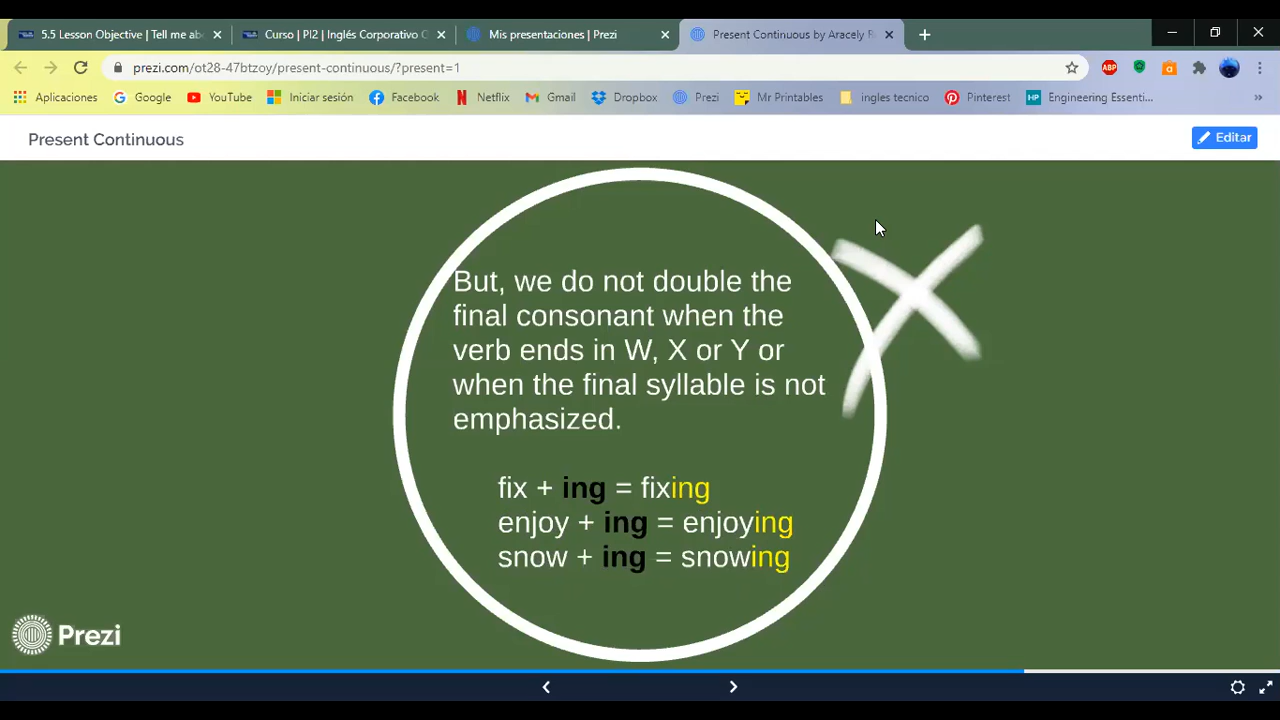 5.5 Lesson Objective | Tell me abo
Curso | PI2 | Inglés Corporativo
Mis presentaciones | Prezi
Present Continuous by Aracely R
prezi.com/ot28-47btzoy/present-continuous/?present=1
ABP
Aplicaciones Google YouTube Iniciar sesión Facebook Netflix Gmail Dropbox Prezi Mr Printables ingles tecnico Pinterest HP Engineering Essenti...
Present Continuous
Editar
But, we do not double the
final consonant when the
verb ends in W, X or Y or
when the final syllable is not
emphasized.
fix + ing = fixing
enjoy + ing = enjoying
snow + ing = snowing
Prezi